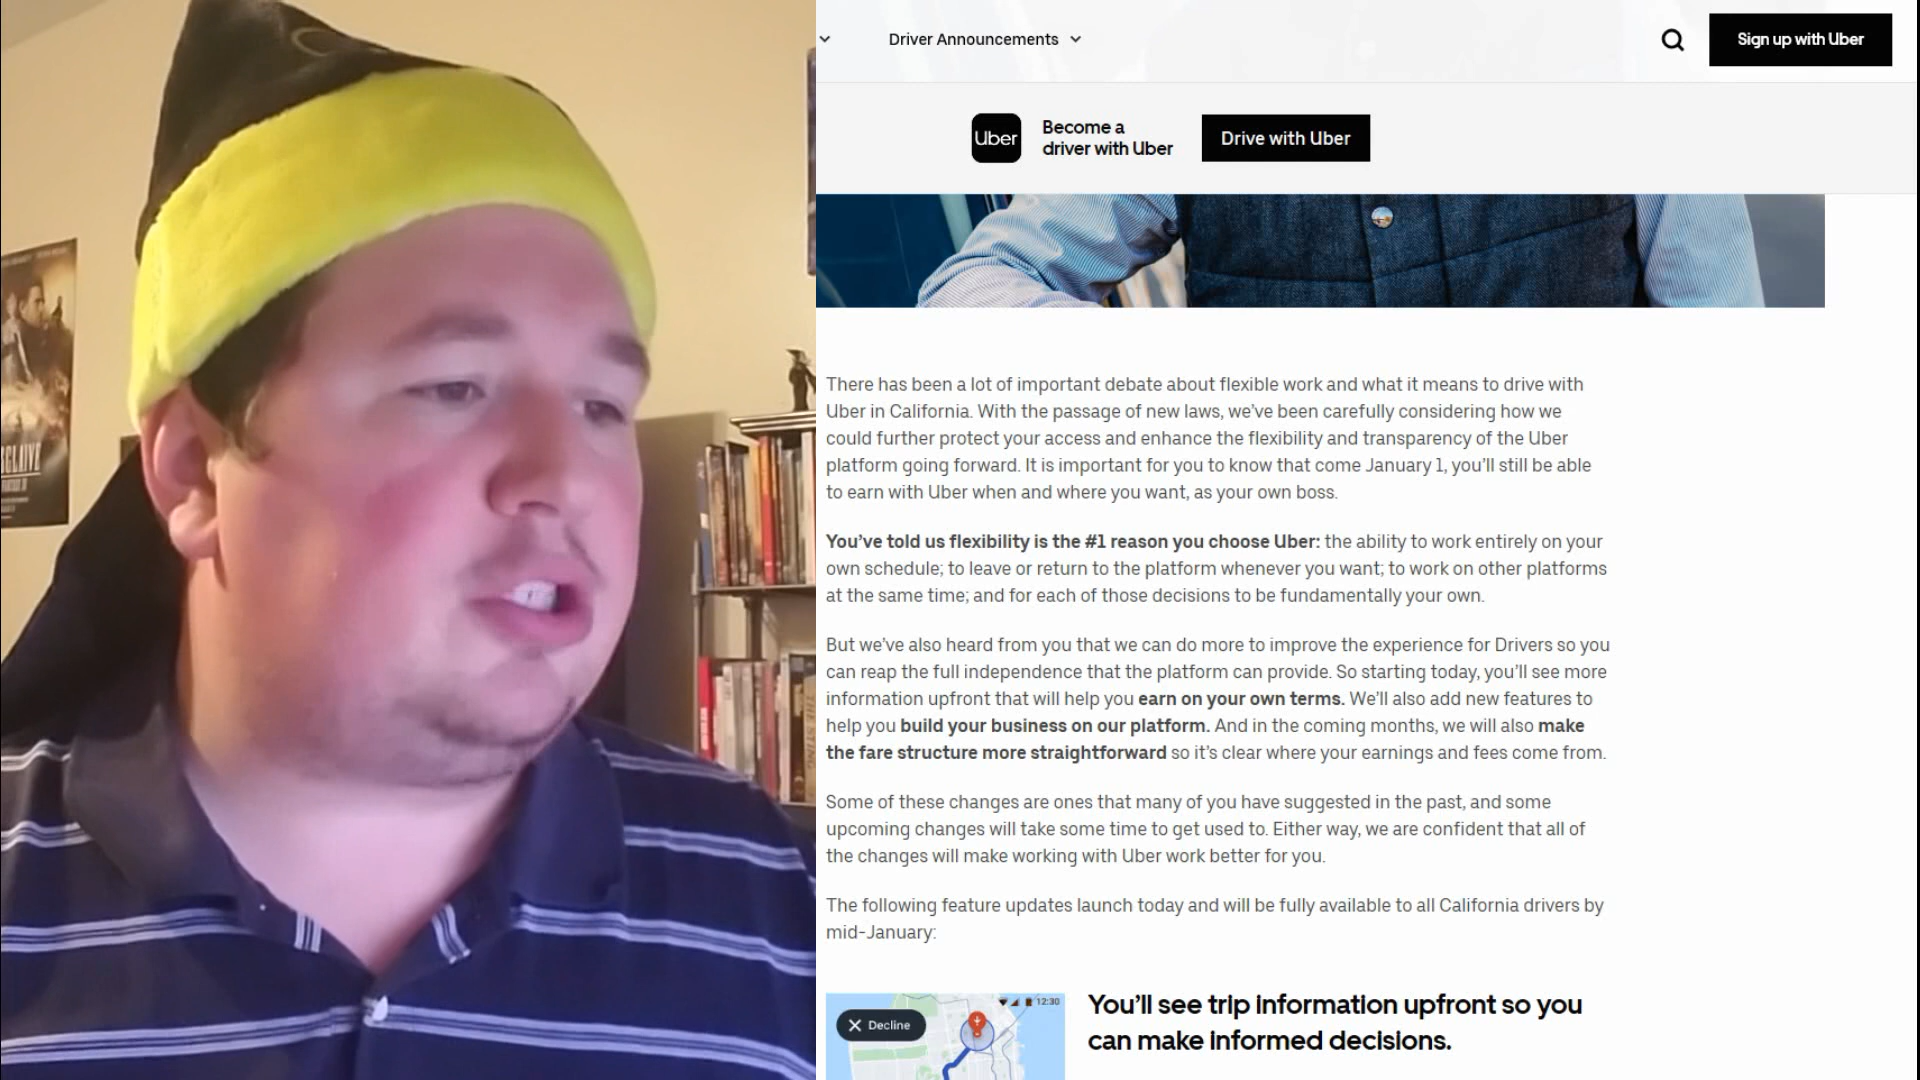 Driver Announcements
Sign up with Uber
Uber
Become a
driver with Uber
Drive with Uber
There has been a lot of important debate about flexible work and what it means to drive with
Uber in California. With the passage of new laws, we’ve been carefully considering how we
could further protect your access and enhance the flexibility and transparency of the Uber
platform going forward. It is important for you to know that come January 1, you’ll still be able
to earn with Uber when and where you want, as your own boss.
You’ve told us flexibility is the #1 reason you choose Uber: the ability to work entirely on your
own schedule; to leave or return to the platform whenever you want; to work on other platforms
at the same time; and for each of those decisions to be fundamentally your own.
But we’ve also heard from you that we can do more to improve the experience for Drivers so you
can reap the full independence that the platform can provide. So starting today, you’ll see more
information upfront that will help you earn on your own terms. We’ll also add new features to
help you build your business on our platform. And in the coming months, we will also make
the fare structure more straightforward so it’s clear where your earnings and fees come from.
Some of these changes are ones that many of you have suggested in the past, and some
upcoming changes will take some time to get used to. Either way, we are confident that all of
the changes will make working with Uber work better for you.
The following feature updates launch today and will be fully available to all California drivers by
mid-January:
12:30
Decline
You’ll see trip information upfront so you
can make informed decisions.
THE STING